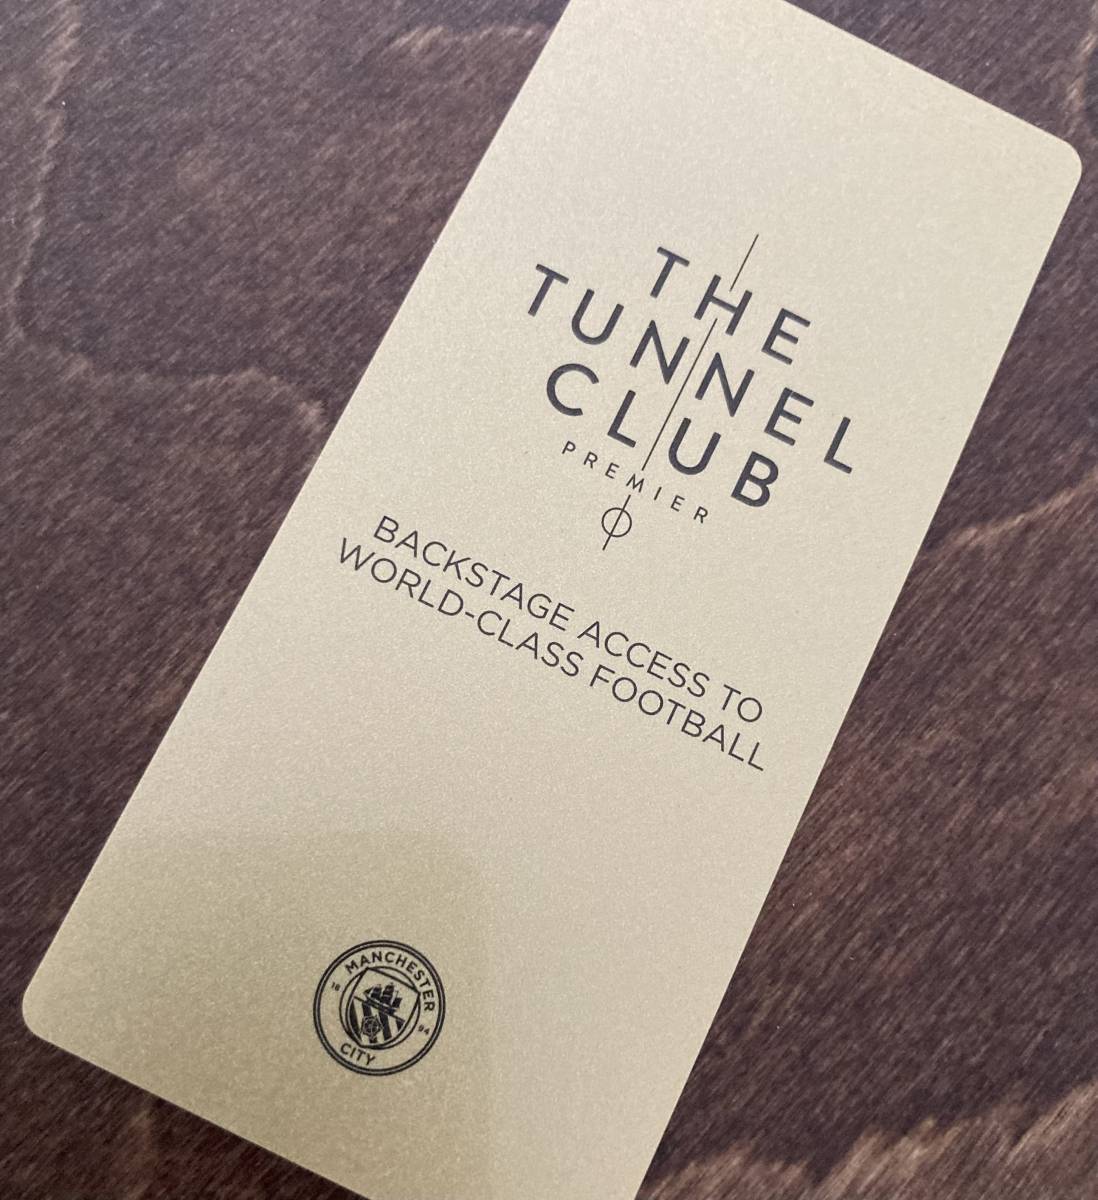 THE
TUNNEL
CLUB
PREMIER
BACKSTAGE ACCESS TO
WORLD-CLASS FOOTBALL
MANCHESTER
18 94
CITY